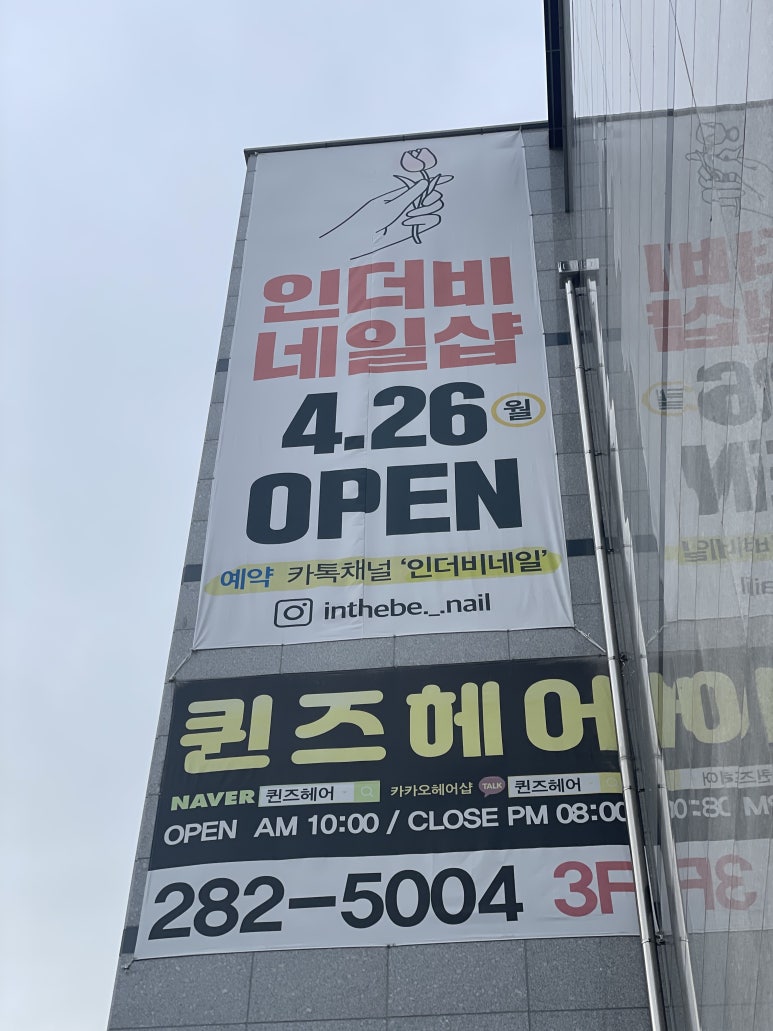 인더비
네일샵
4.26 월
OPEN
예약 카톡채널 '인더비네일'
inthebe._.nail
퀸즈헤어
NAVER 퀸즈헤어 카카오헤어샵 TALK 퀸즈헤어
OPEN AM 10:00 / CLOSE PM 08:00
282-5004 3F